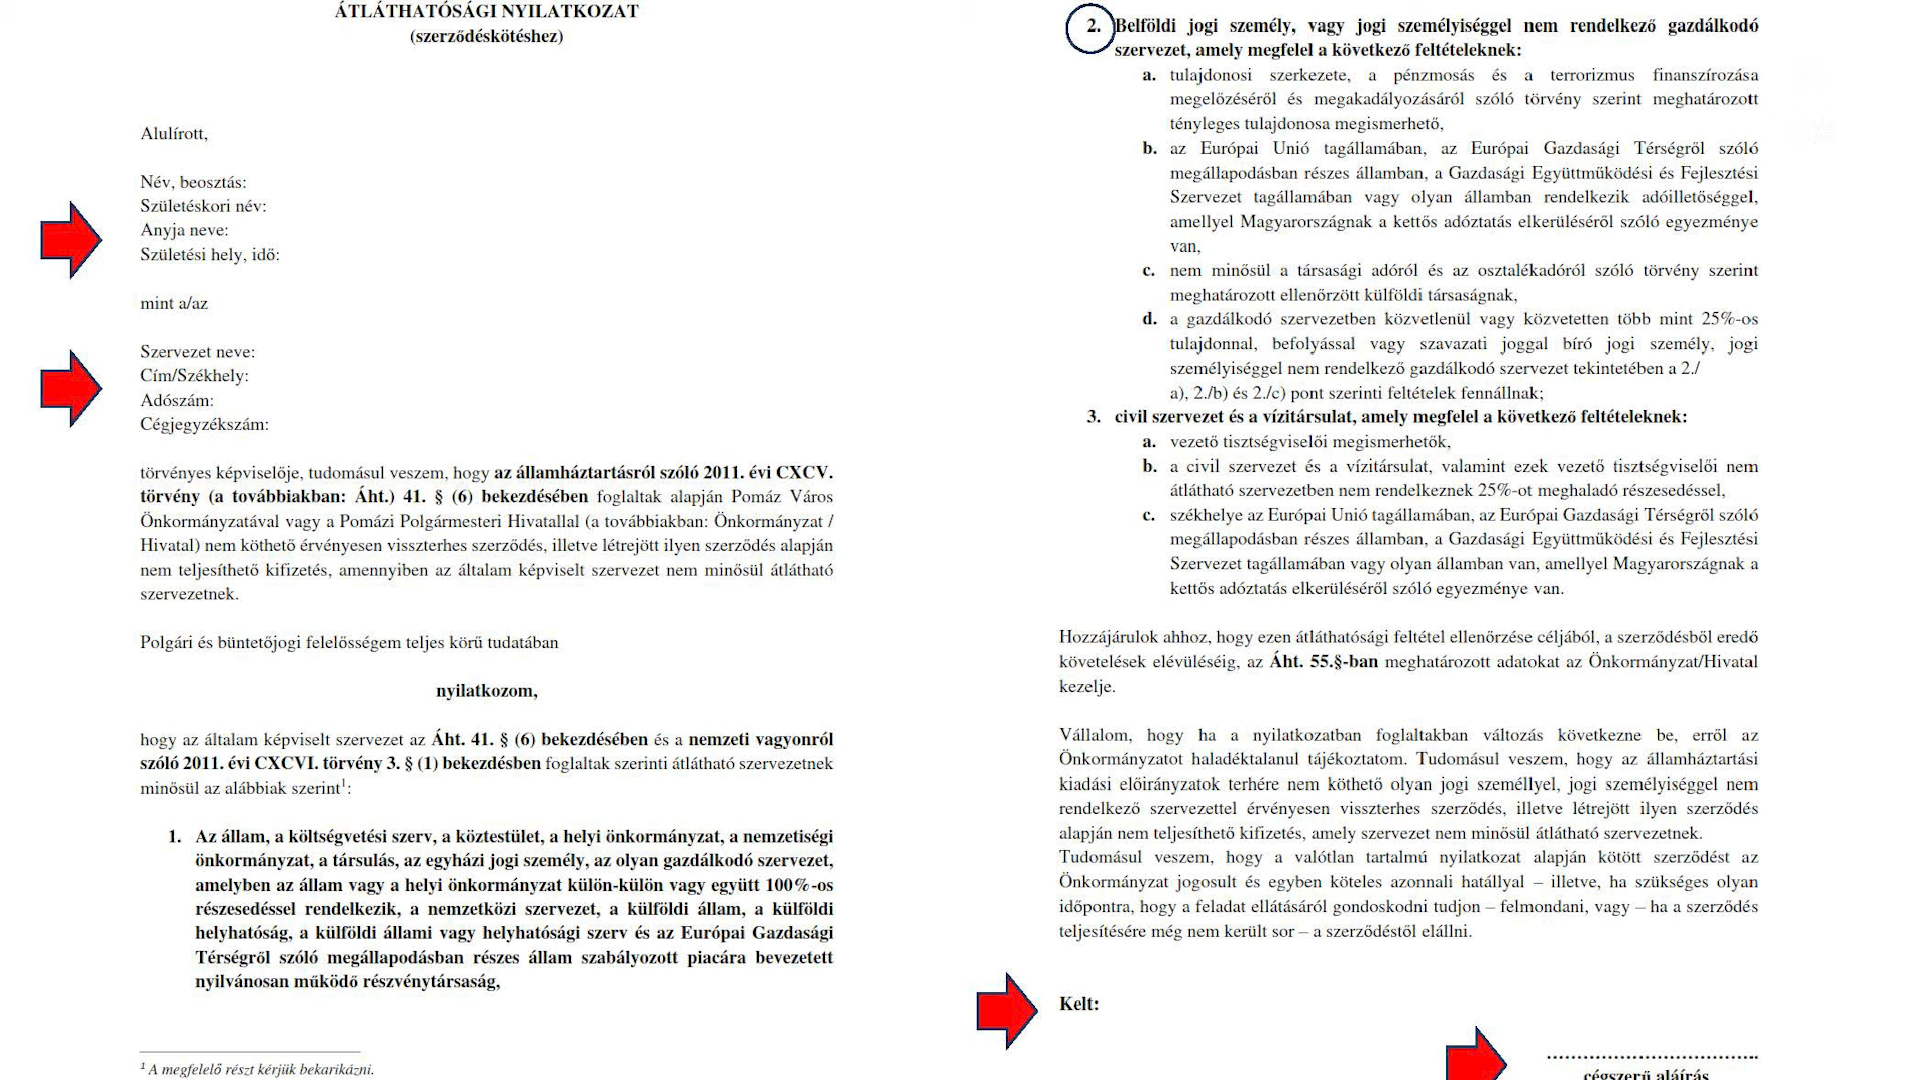 ÁTLÁTHATÓSÁGI NYILATKOZAT
(szerződéskötéshez)
Alulírott,
Név, beosztás:
Születéskori név:
Anyja neve:
Születési hely, idő:
mint a/az
Szervezet neve:
Cím/Székhely:
Adószám:
Cégjegyzékszám:
törvényes képviselője, tudomásul veszem, hogy az államháztartásról szóló 2011. évi CXCV.
törvény (a továbbiakban: Áht.) 41. § (6) bekezdésében foglaltak alapján Pomáz Város
Önkormányzatával vagy a Pomázi Polgármesteri Hivatallal (a továbbiakban: Önkormányzat /
Hivatal) nem köthető érvényesen visszterhes szerződés, illetve létrejött ilyen szerződés alapján
nem teljesíthető kifizetés, amennyiben az általam képviselt szervezet nem minősül átlátható
szervezetnek.
Polgári és büntetőjogi felelősségem teljes körű tudatában
nyilatkozom,
hogy az általam képviselt szervezet az Áht. 41. § (6) bekezdésében és a nemzeti vagyonról
szóló 2011. évi CXCVI. törvény 3. § (1) bekezdésben foglaltak szerinti átlátható szervezetnek
minősül az alábbiak szerint¹:
1. Az állam, a költségvetési szerv, a köztestület, a helyi önkormányzat, a nemzetiségi
önkormányzat, a társulás, az egyházi jogi személy, az olyan gazdálkodó szervezet,
amelyben az állam vagy a helyi önkormányzat külön-külön vagy együtt 100%-os
részesedéssel rendelkezik, a nemzetközi szervezet, a külföldi állam, a külföldi
helyhatóság, a külföldi állami vagy helyhatósági szerv és az Európai Gazdasági
Térségről szóló megállapodásban részes állam szabályozott piacára bevezetett
nyilvánosan működő részvénytársaság,
¹ A megfelelő részt kérjük bekarikázni.
2. Belföldi jogi személy, vagy jogi személyiséggel nem rendelkező gazdálkodó
szervezet, amely megfelel a következő feltételeknek:
a. tulajdonosi szerkezete, a pénzmosás és a terrorizmus finanszírozása
megelőzéséről és megakadályozásáról szóló törvény szerint meghatározott
tényleges tulajdonosa megismerhető,
b. az Európai Unió tagállamában, az Európai Gazdasági Térségről szóló
megállapodásban részes államban, a Gazdasági Együttműködési és Fejlesztési
Szervezet tagállamában vagy olyan államban rendelkezik adóilletőséggel,
amellyel Magyarországnak a kettős adóztatás elkerüléséről szóló egyezménye
van,
c. nem minősül a társasági adóról és az osztalékadóról szóló törvény szerint
meghatározott ellenőrzött külföldi társaságnak,
d. a gazdálkodó szervezetben közvetlenül vagy közvetetten több mint 25%-os
tulajdonnal, befolyással vagy szavazati joggal bíró jogi személy, jogi
személyiséggel nem rendelkező gazdálkodó szervezet tekintetében a 2./
a), 2./b) és 2./c) pont szerinti feltételek fennállnak;
3. civil szervezet és a vízitársulat, amely megfelel a következő feltételeknek:
a. vezető tisztségviselői megismerhetők,
b. a civil szervezet és a vízitársulat, valamint ezek vezető tisztségviselői nem
átlátható szervezetben nem rendelkeznek 25%-ot meghaladó részesedéssel,
c. székhelye az Európai Unió tagállamában, az Európai Gazdasági Térségről szóló
megállapodásban részes államban, a Gazdasági Együttműködési és Fejlesztési
Szervezet tagállamában vagy olyan államban van, amellyel Magyarországnak a
kettős adóztatás elkerüléséről szóló egyezménye van.
Hozzájárulok ahhoz, hogy ezen átláthatósági feltétel ellenőrzése céljából, a szerződésből eredő
követelések elévüléséig, az Áht. 55.§-ban meghatározott adatokat az Önkormányzat/Hivatal
kezelje.
Vállalom, hogy ha a nyilatkozatban foglaltakban változás következne be, erről az
Önkormányzatot haladéktalanul tájékoztatom. Tudomásul veszem, hogy az államháztartási
kiadási előirányzatok terhére nem köthető olyan jogi személlyel, jogi személyiséggel nem
rendelkező szervezettel érvényesen visszterhes szerződés, illetve létrejött ilyen szerződés
alapján nem teljesíthető kifizetés, amely szervezet nem minősül átlátható szervezetnek.
Tudomásul veszem, hogy a valótlan tartalmú nyilatkozat alapján kötött szerződést az
Önkormányzat jogosult és egyben köteles azonnali hatállyal – illetve, ha szükséges olyan
időpontra, hogy a feladat ellátásáról gondoskodni tudjon – felmondani, vagy – ha a szerződés
teljesítésére még nem került sor – a szerződéstől elállni.
Kelt:
...................................
cégszerű aláírás